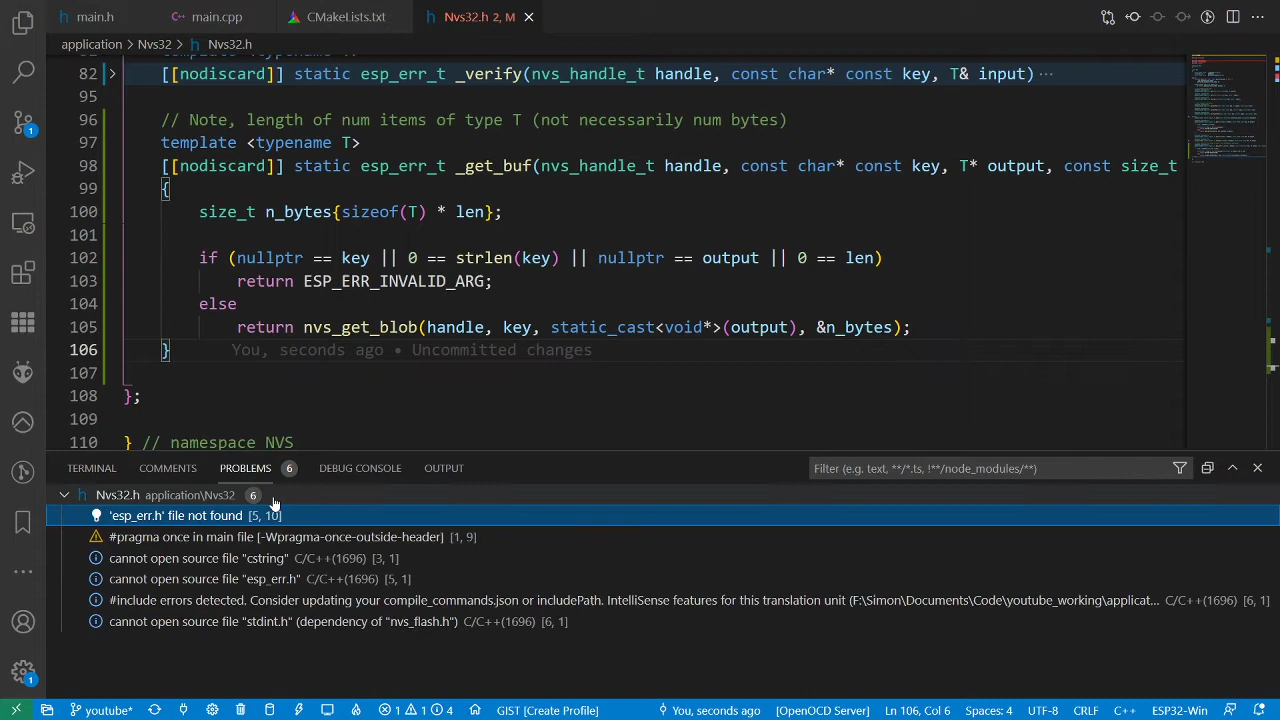 main.h main.cpp CMakeLists.txt Nvs32.h 2, M
application > Nvs32 > Nvs32.h
82 [[nodiscard]] static esp_err_t _verify(nvs_handle_t handle, const char* const key, T& input) ···
95
96 // Note, length of num items of type T (not necessarily num bytes)
97 template <typename T>
98 [[nodiscard]] static esp_err_t _get_buf(nvs_handle_t handle, const char* const key, T* output, const size_t
99 {
100 size_t n_bytes{sizeof(T) * len};
101
102 if (nullptr == key || 0 == strlen(key) || nullptr == output || 0 == len)
103 return ESP_ERR_INVALID_ARG;
104 else
105 return nvs_get_blob(handle, key, static_cast<void*>(output), &n_bytes);
106 } You, seconds ago • Uncommitted changes
107
108 };
109
110 } // namespace NVS
TERMINAL COMMENTS PROBLEMS 6 DEBUG CONSOLE OUTPUT Filter (e.g. text, **/*.ts, !**/node_modules/**)
Nvs32.h application\Nvs32 6
'esp_err.h' file not found [5, 10]
#pragma once in main file [-Wpragma-once-outside-header] [1, 9]
cannot open source file "cstring" C/C++(1696) [3, 1]
cannot open source file "esp_err.h" C/C++(1696) [5, 1]
#include errors detected. Consider updating your compile_commands.json or includePath. IntelliSense features for this translation unit (F:\Simon\Documents\Code\youtube_working\applicat... C/C++(1696) [6, 1]
cannot open source file "stdint.h" (dependency of "nvs_flash.h") C/C++(1696) [6, 1]
1
1
youtube* 1 1 4 GIST [Create Profile] You, seconds ago [OpenOCD Server] Ln 106, Col 6 Spaces: 4 UTF-8 CRLF C++ ESP32-Win